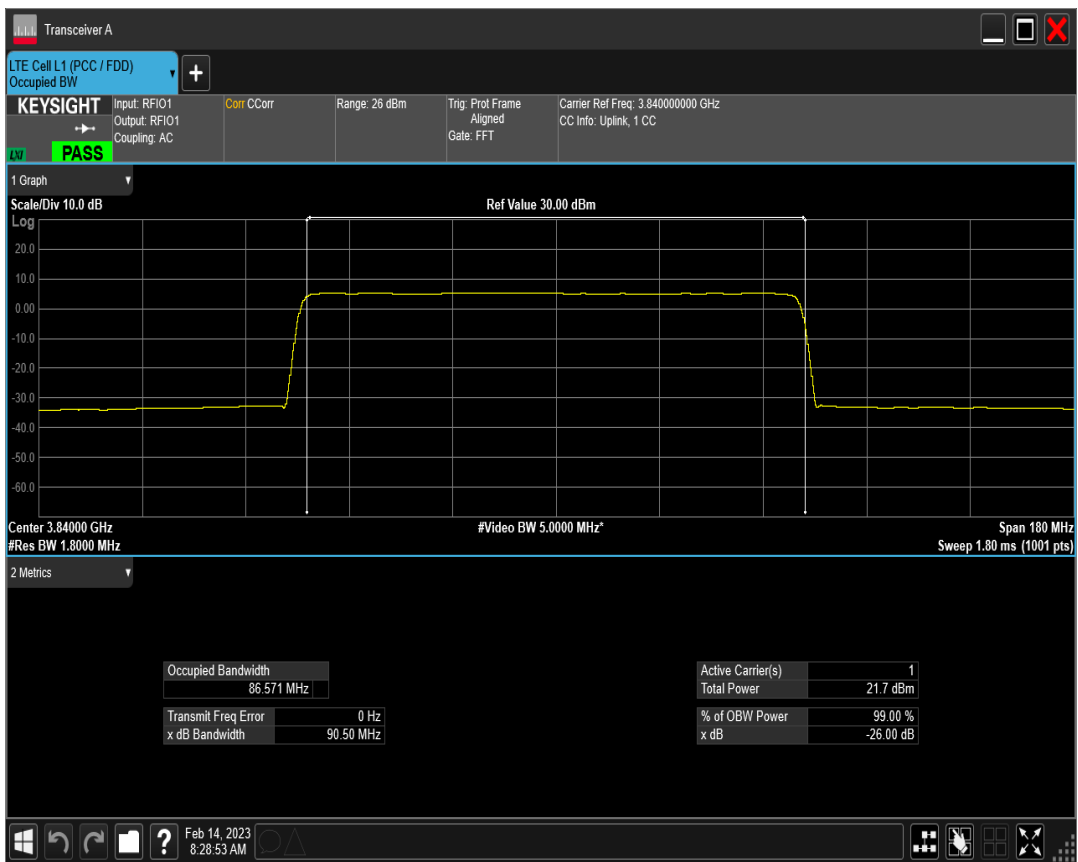 Transceiver A
LTE Cell L1 (PCC / FDD)
Occupied BW
+
KEYSIGHT
LXI
PASS
Input: RFIO1
Output: RFIO1
Coupling: AC
Corr CCorr
Range: 26 dBm
Trig: Prot Frame
Aligned
Gate: FFT
Carrier Ref Freq: 3.840000000 GHz
CC Info: Uplink, 1 CC
1 Graph
Scale/Div 10.0 dB
Ref Value 30.00 dBm
Log
20.0
10.0
0.00
-10.0
-20.0
-30.0
-40.0
-50.0
-60.0
Center 3.84000 GHz
#Video BW 5.0000 MHz*
Span 180 MHz
#Res BW 1.8000 MHz
Sweep 1.80 ms (1001 pts)
2 Metrics
Occupied Bandwidth
86.571 MHz
Transmit Freq Error 0 Hz
x dB Bandwidth 90.50 MHz
Active Carrier(s) 1
Total Power 21.7 dBm
% of OBW Power 99.00 %
x dB -26.00 dB
?
Feb 14, 2023
8:28:53 AM